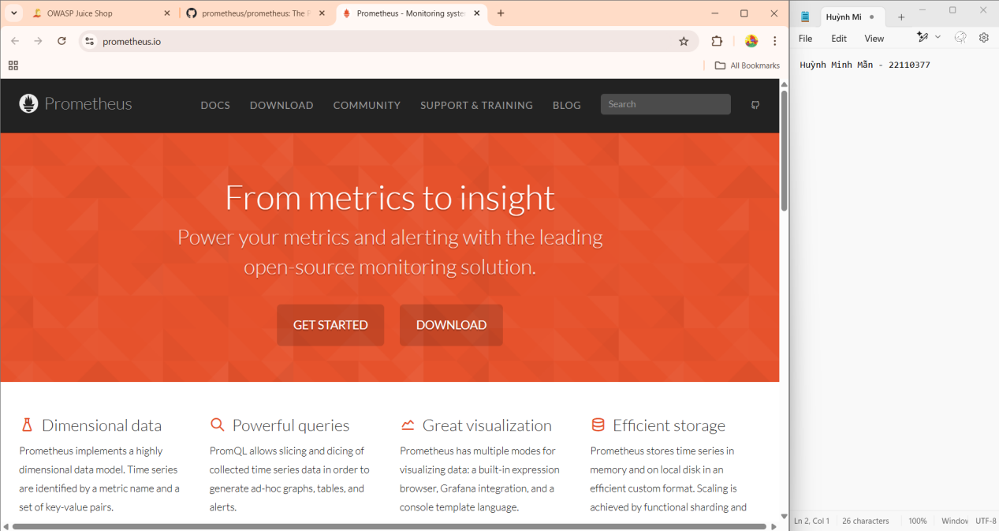 OWASP Juice Shop
prometheus/prometheus: The P
Prometheus - Monitoring system
prometheus.io
All Bookmarks
Prometheus
DOCS
DOWNLOAD
COMMUNITY
SUPPORT & TRAINING
BLOG
Search
From metrics to insight
Power your metrics and alerting with the leading
open-source monitoring solution.
GET STARTED
DOWNLOAD
Dimensional data
Prometheus implements a highly
dimensional data model. Time series
are identified by a metric name and a
set of key-value pairs.
Powerful queries
PromQL allows slicing and dicing of
collected time series data in order to
generate ad-hoc graphs, tables, and
alerts.
Great visualization
Prometheus has multiple modes for
visualizing data: a built-in expression
browser, Grafana integration, and a
console template language.
Efficient storage
Prometheus stores time series in
memory and on local disk in an
efficient custom format. Scaling is
achieved by functional sharding and
Huỳnh Mi
File
Edit
View
Huỳnh Minh Mẫn - 22110377
Ln 2, Col 1
26 characters
100%
Window
UTF-8